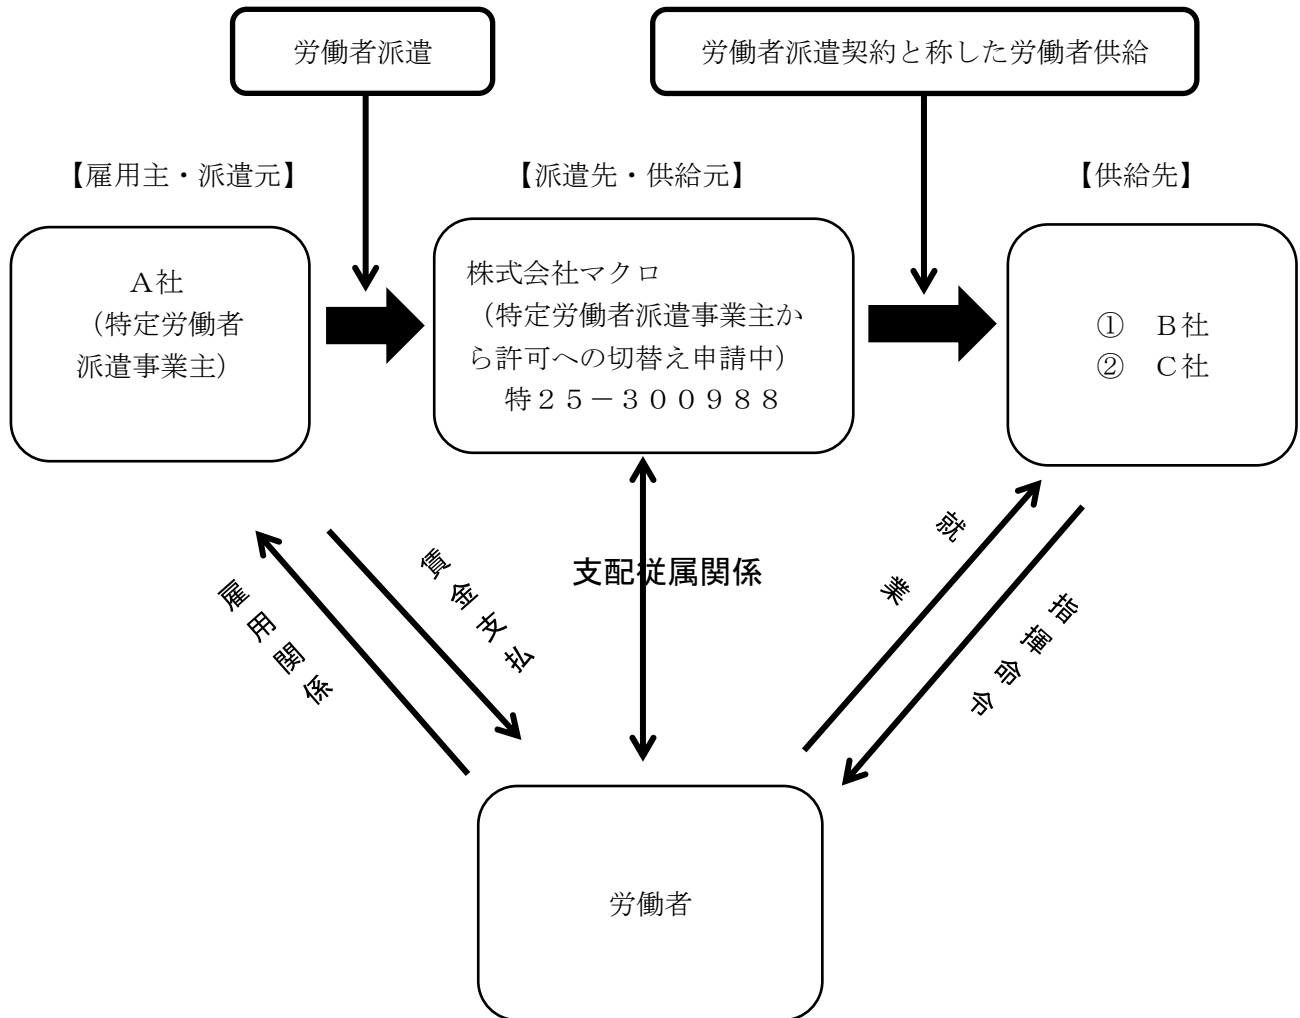 労働者派遣
労働者派遣契約と称した労働者供給
【雇用主・派遣元】
【派遣先・供給元】
【供給先】
A社
(特定労働者
派遣事業主)
株式会社マクロ
(特定労働者派遣事業主か
ら許可への切替え申請中)
特25-300988
① B社
② C社
雇用関係
賃金支払
支配従属関係
就業
指揮命令
労働者